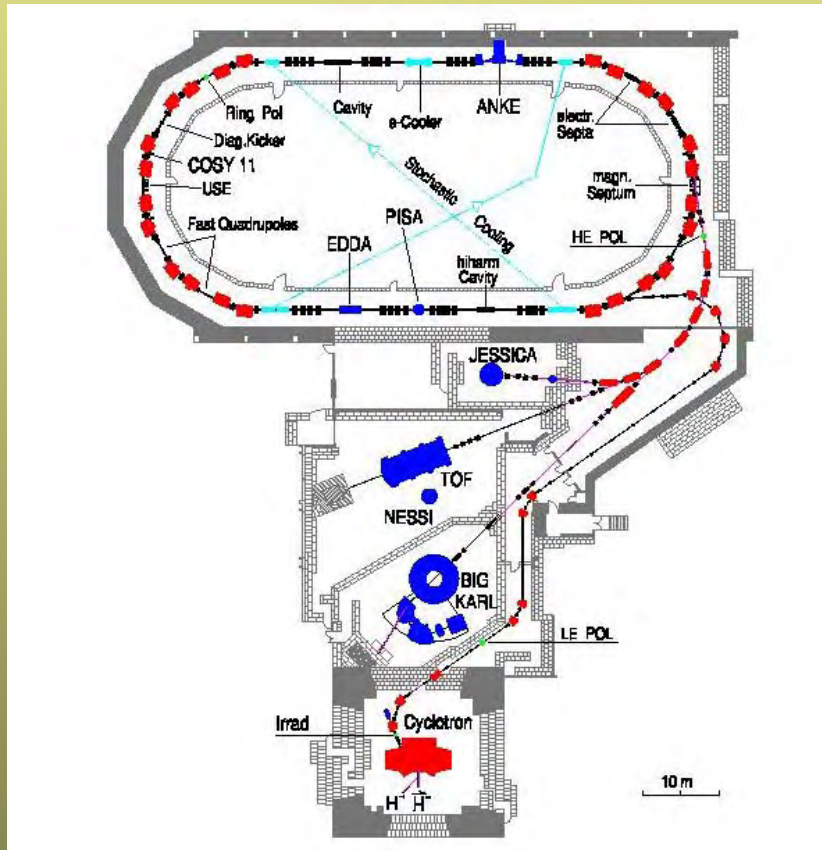 Ring. Pol
Cavity
e-Cooler
ANKE
electr.
Septa
Diag.Kicker
COSY 11
USE
Stochastic
Cooling
magn.
Septum
PISA
Fast Quadrupoles
EDDA
hiharm
Cavity
HE POL
JESSICA
TOF
NESSI
BIG
KARL
LE POL
Irrad
Cyclotron
H⁻ H⁻
10 m